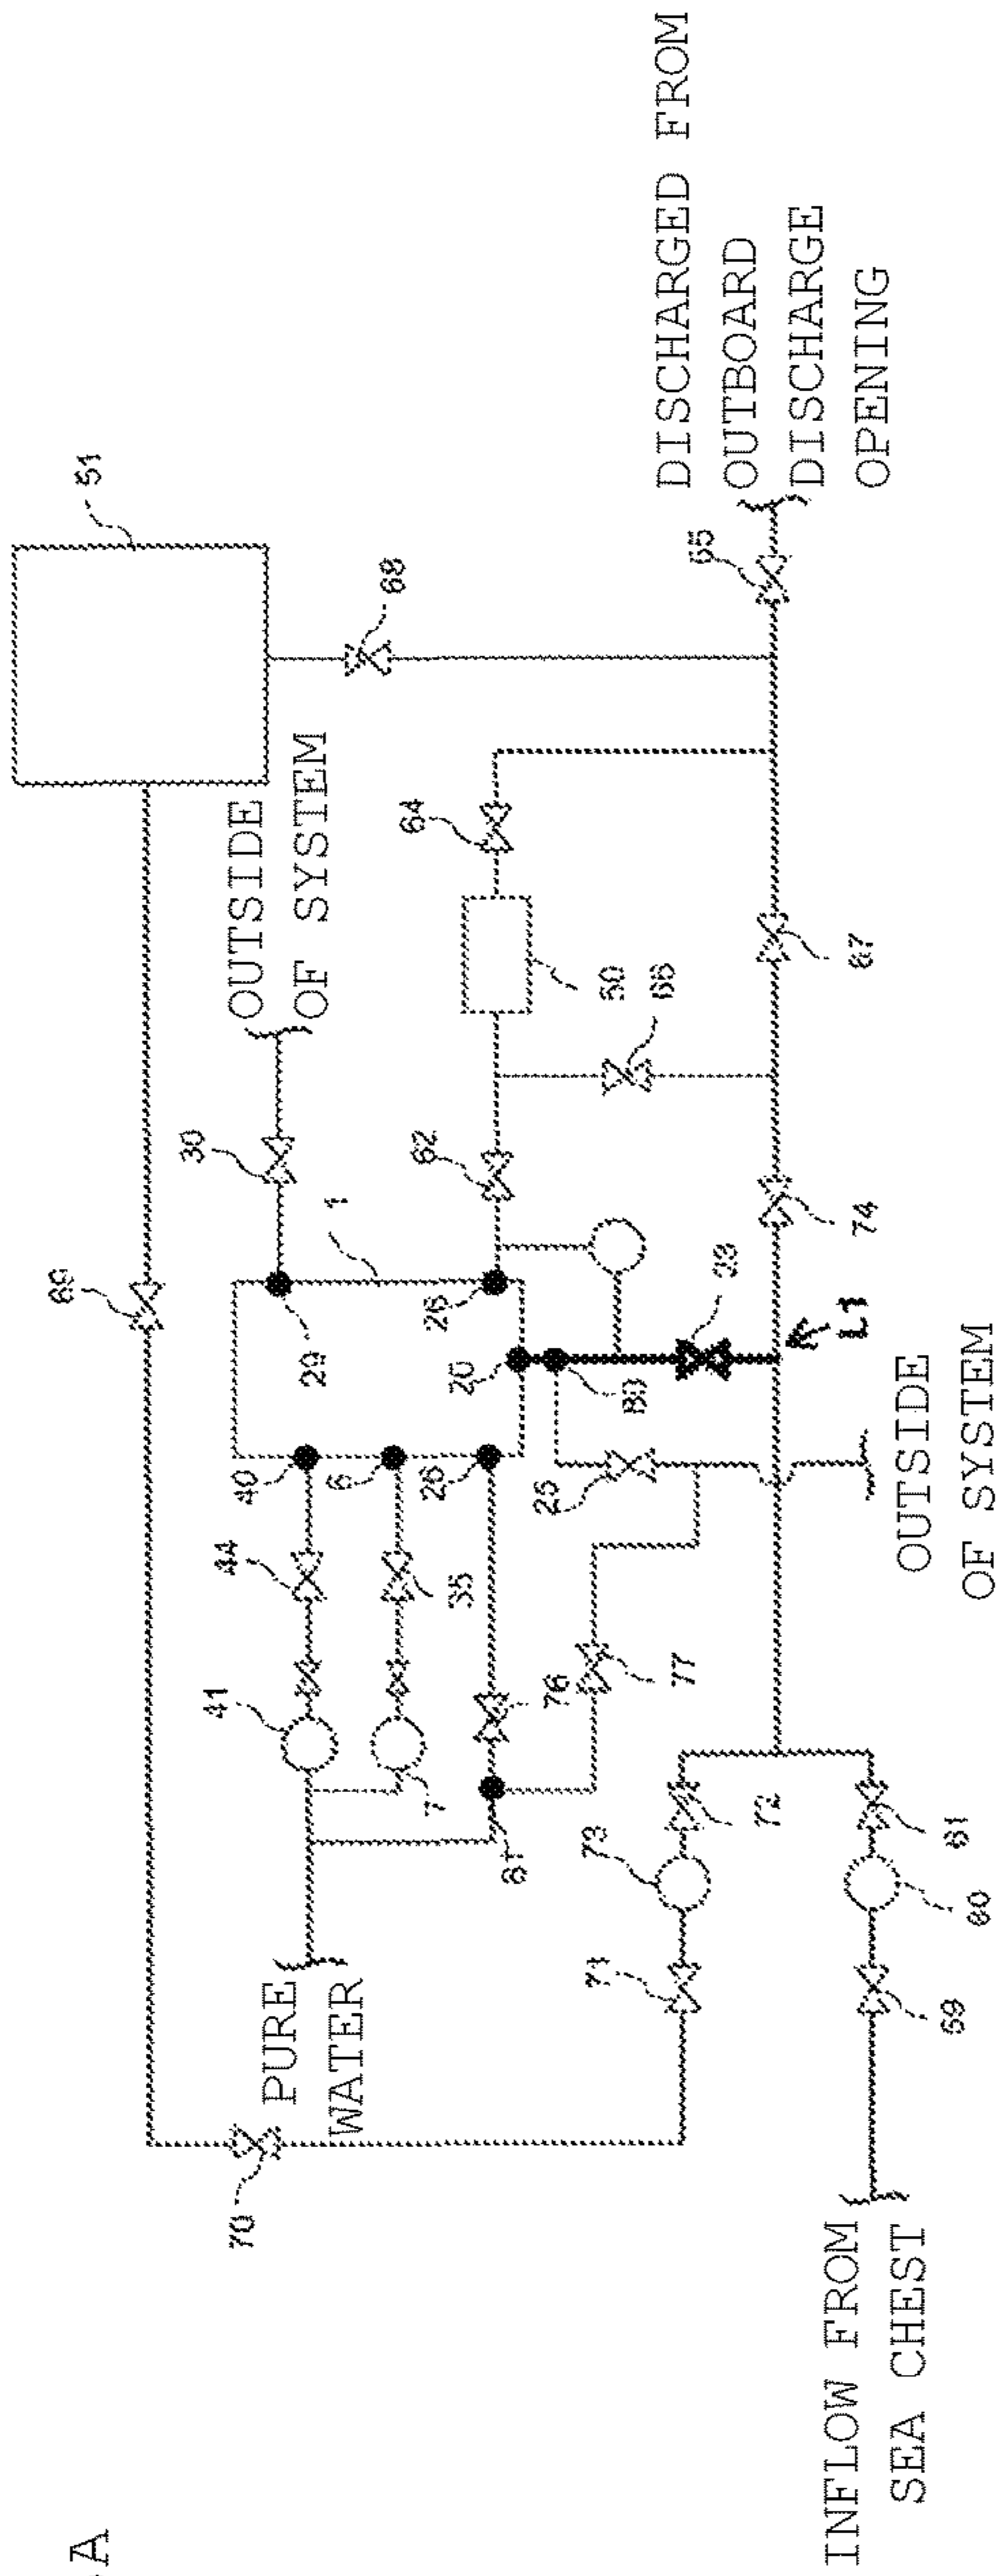 A
51
69
68
OUTSIDE
OF SYSTEM
30
1
64
29
62
50
66
26
40
44
41
6
35
7
26
20
80
33
25
76
77
81
PURE
WATER
70
71
73
72
74
67
65
L1
DISCHARGED FROM
OUTBOARD
DISCHARGE
OPENING
OUTSIDE
OF SYSTEM
61
60
59
INFLOW FROM
SEA CHEST